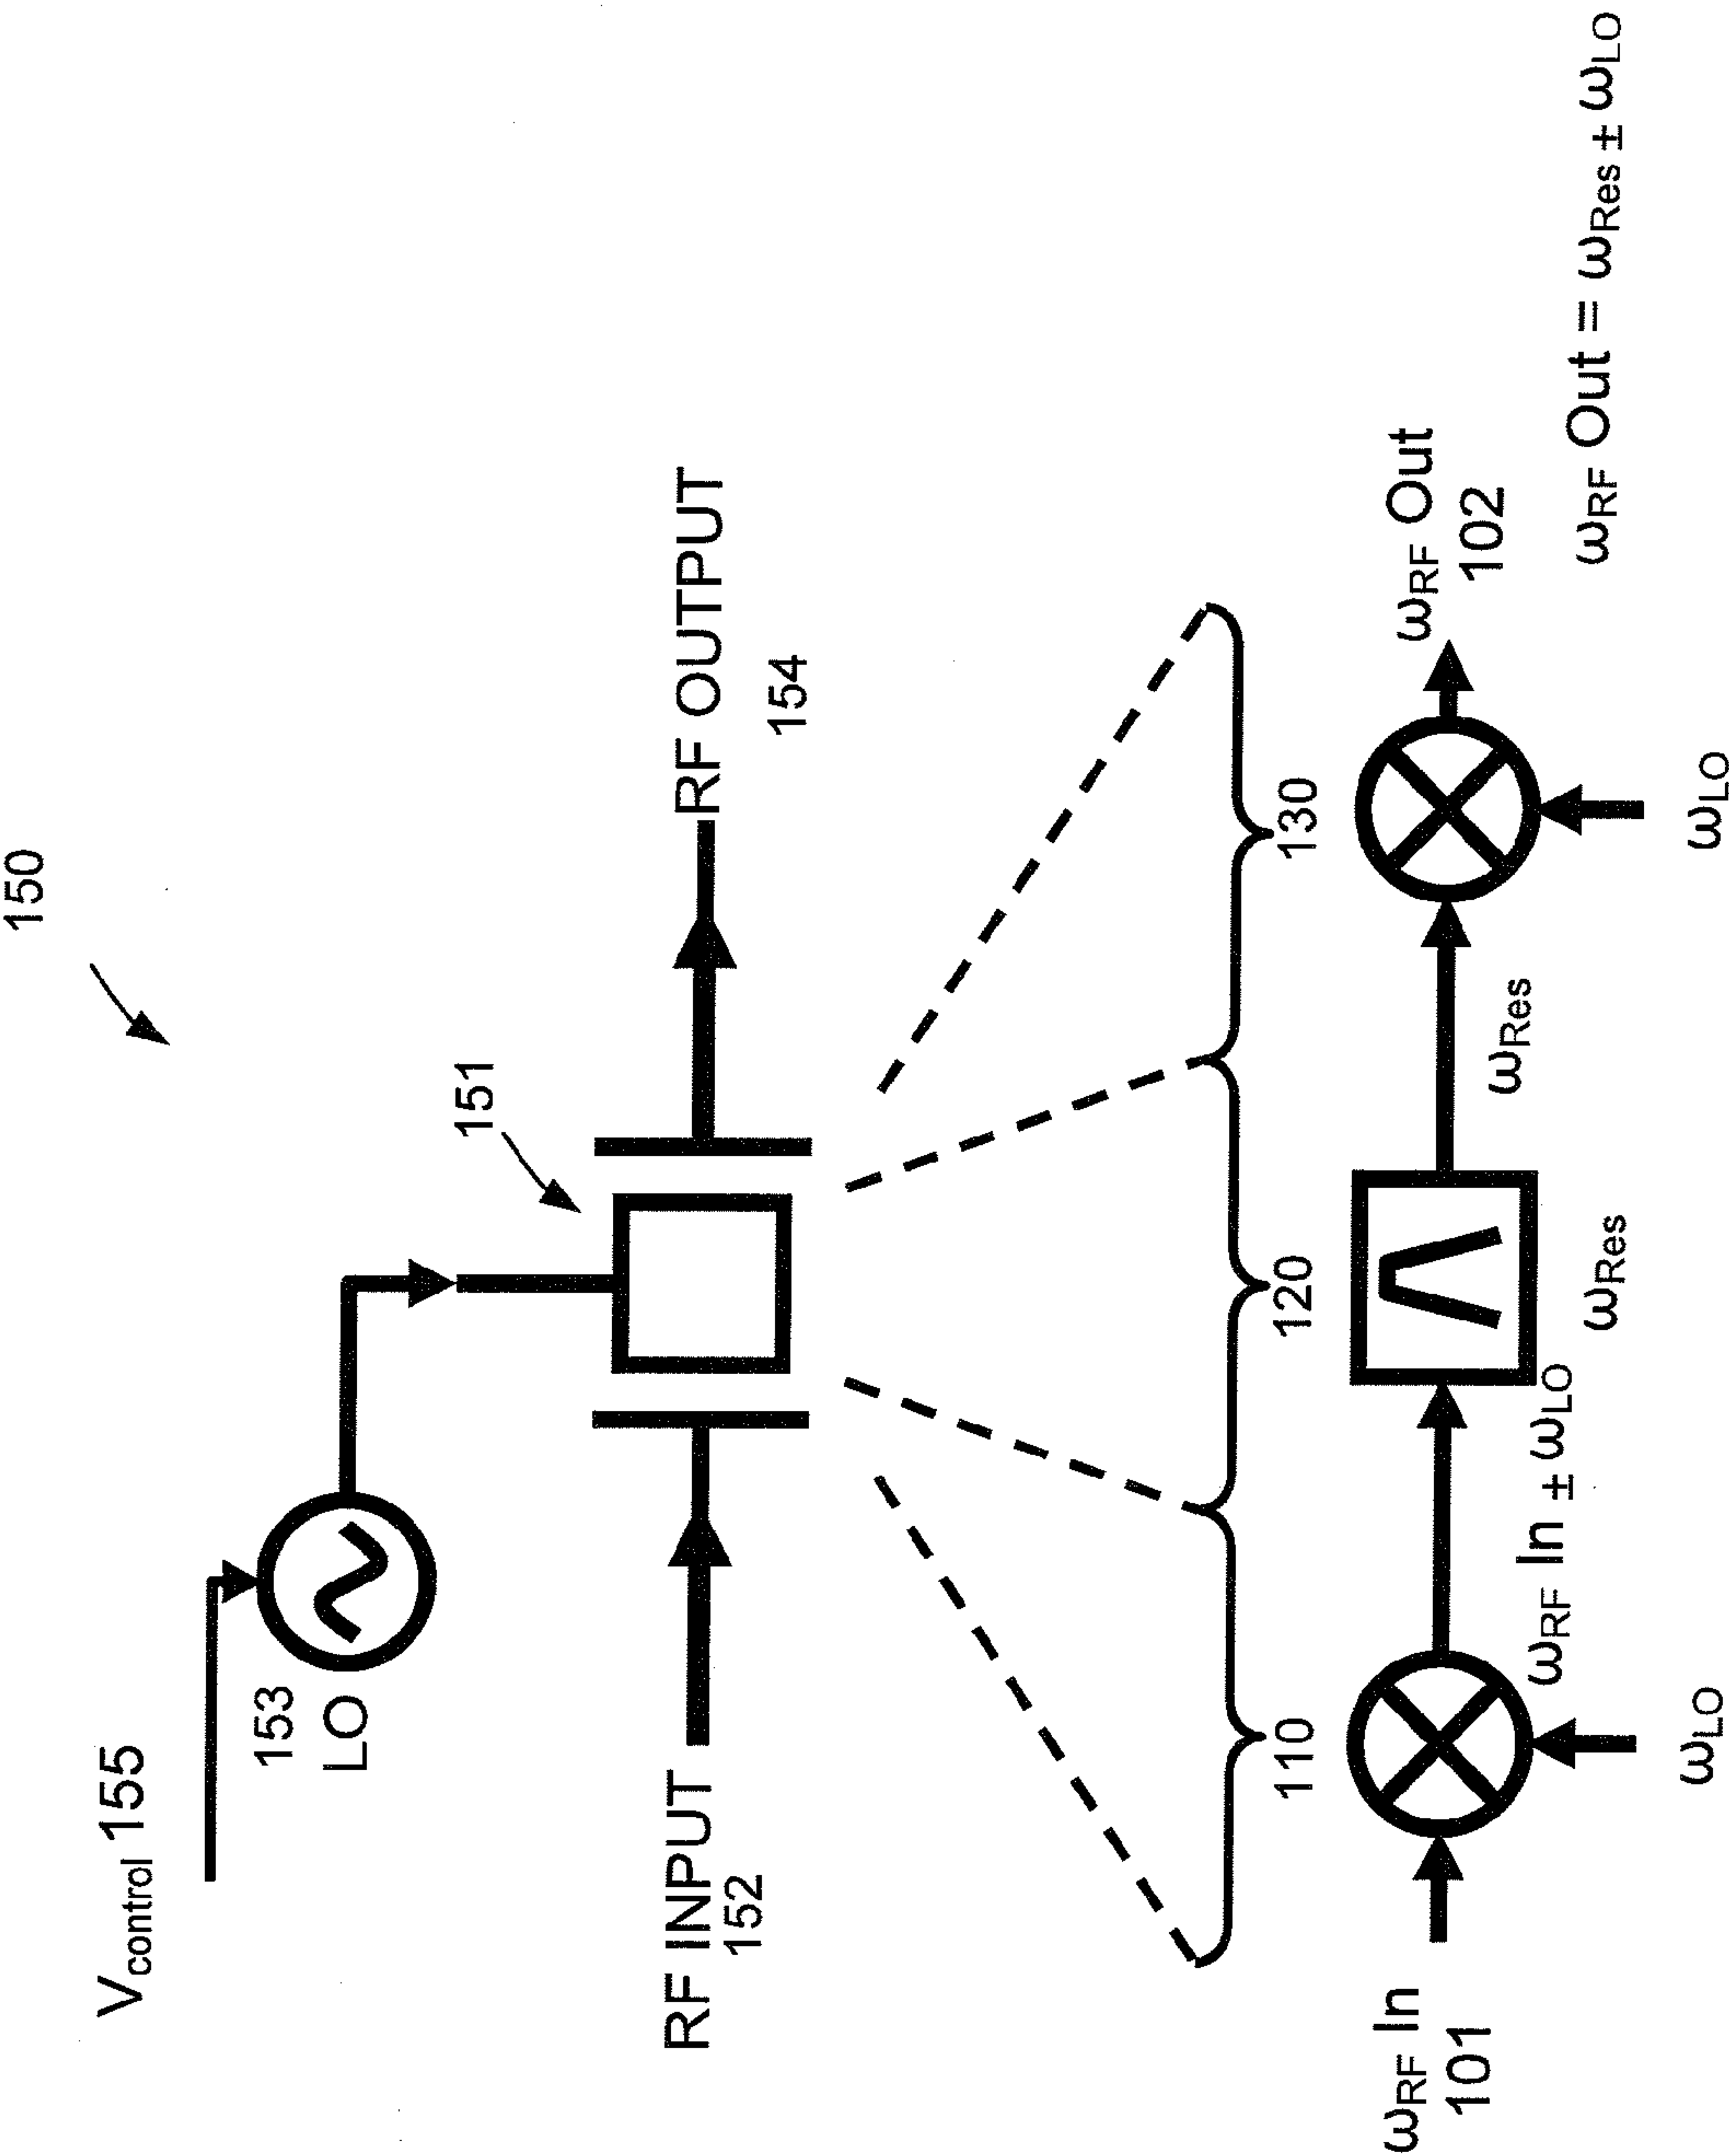 150
V control 155
153
LO
151
RF INPUT
152
RF OUTPUT
154
110
120
130
ωRF In
101
ωRF In ± ωLO
ωRes
ωRes
ωRF Out
102
ωLO
ωLO
ωRF Out = ωRes ± ωLO